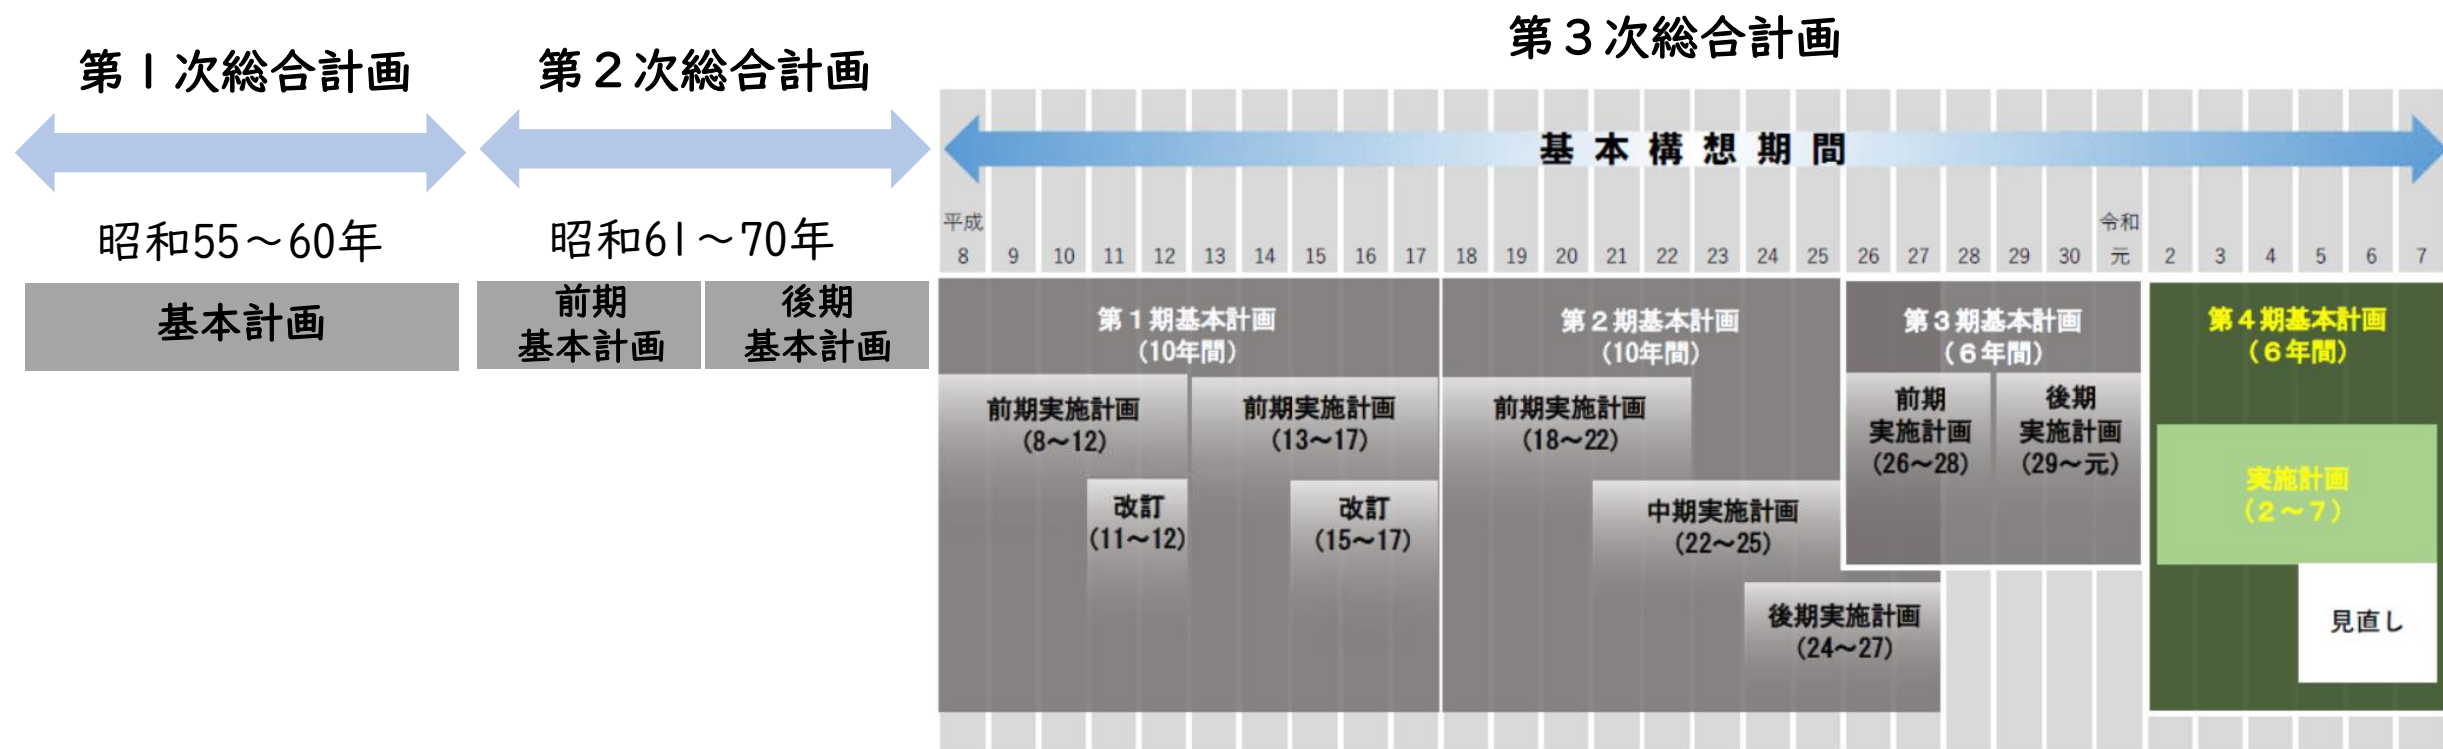 第1次総合計画
昭和55～60年
基本計画
第2次総合計画
昭和61～70年
前期
基本計画
後期
基本計画
第3次総合計画
基本構想期間
平成
令和
8 9 10 11 12 13 14 15 16 17 18 19 20 21 22 23 24 25 26 27 28 29 30 元 2 3 4 5 6 7
第1期基本計画
（10年間）
前期実施計画
（8～12）
改訂
（11～12）
前期実施計画
（13～17）
改訂
（15～17）
第2期基本計画
（10年間）
前期実施計画
（18～22）
中期実施計画
（22～25）
後期実施計画
（24～27）
第3期基本計画
（6年間）
前期
実施計画
（26～28）
後期
実施計画
（29～元）
第4期基本計画
（6年間）
実施計画
（2～7）
見直し